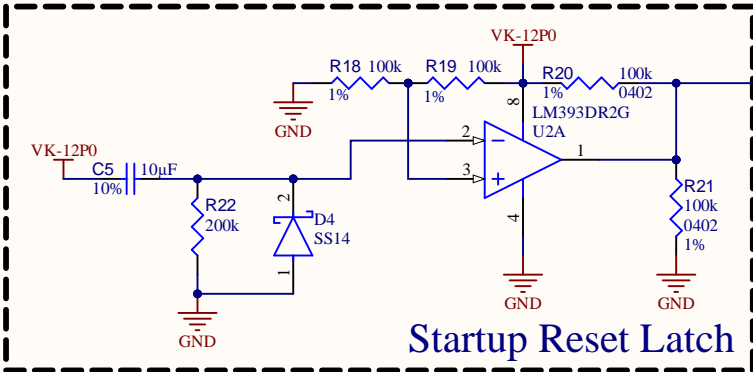 VK-12P0
R18 100k
1%
R19 100k
1%
R20
1%
100k
0402
GND
8
LM393DR2G
U2A
VK-12P0
C5
10%
10µF
2
3
1
4
R22
200k
2
D4
SS14
1
R21
100k
0402
1%
GND
GND
GND
Startup Reset Latch